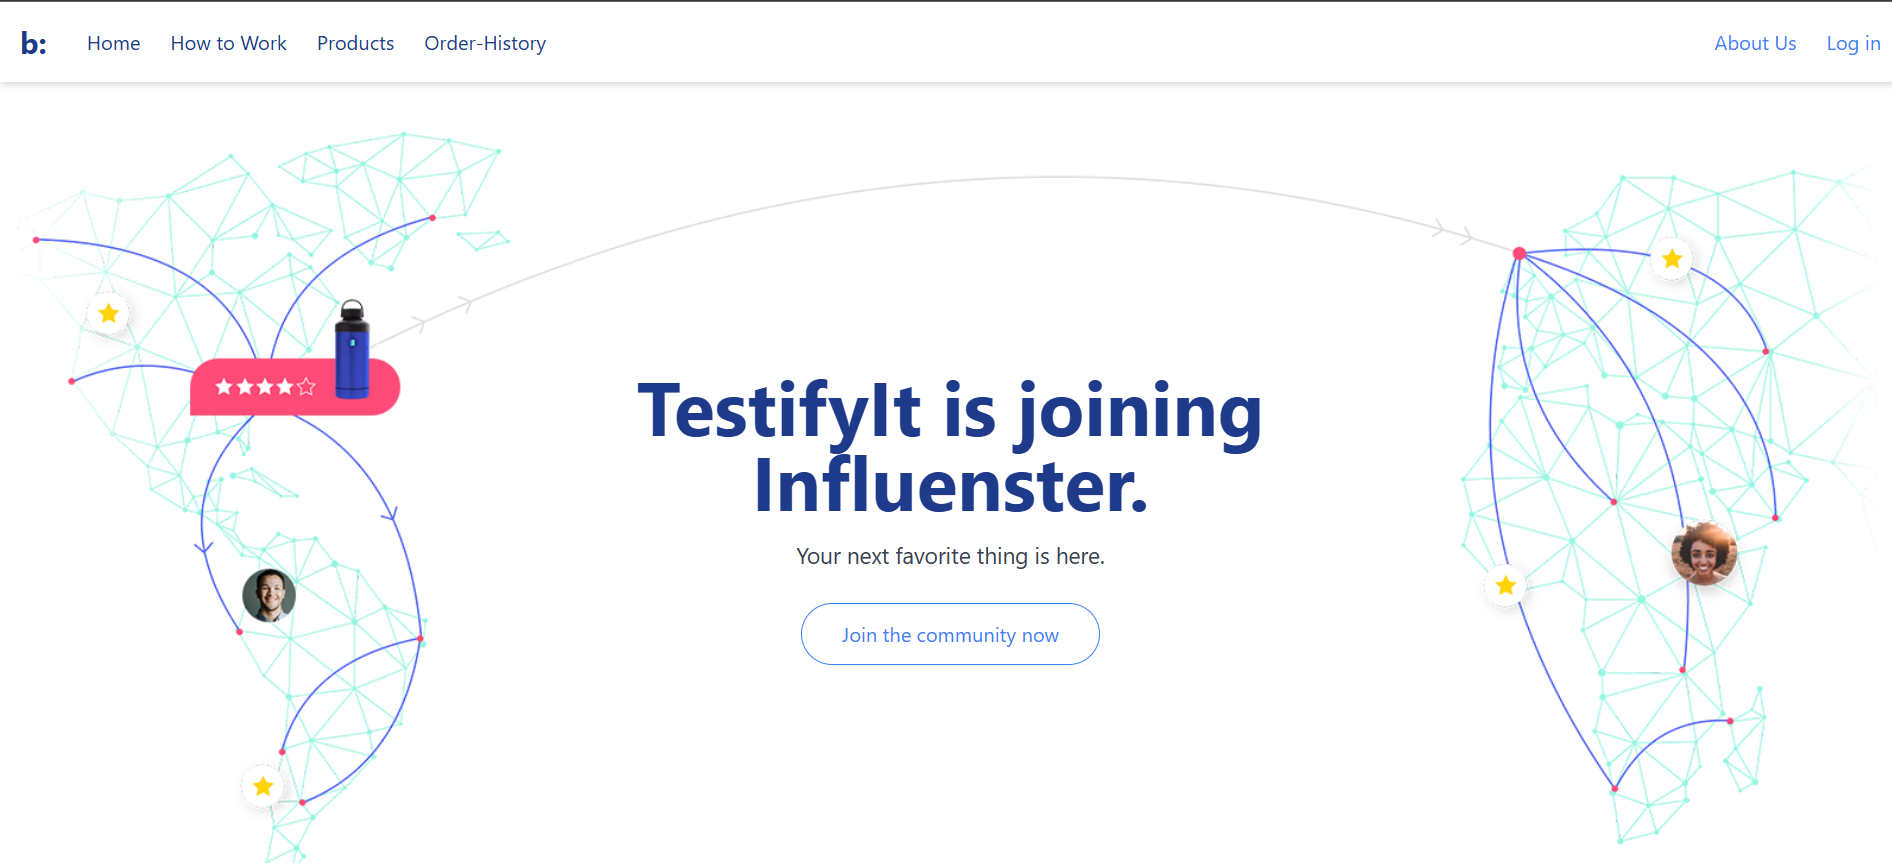 b: Home How to Work Products Order-History About Us Log in
TestifyIt is joining
Influenster.
Your next favorite thing is here.
Join the community now